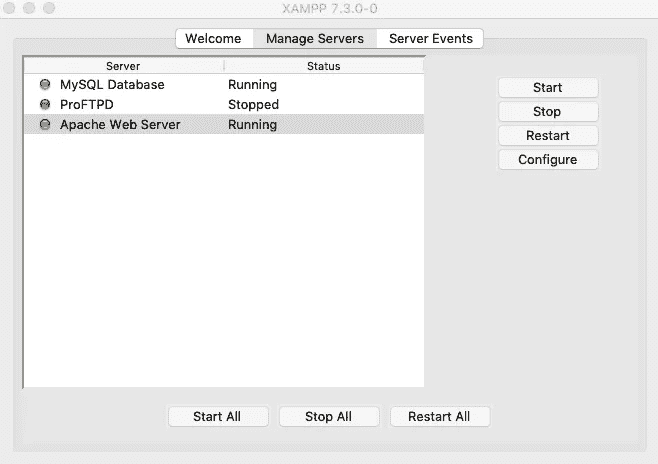 XAMPP 7.3.0-0
Welcome Manage Servers Server Events
Server Status
MySQL Database Running
ProFTPD Stopped
Apache Web Server Running
Start
Stop
Restart
Configure
Start All Stop All Restart All